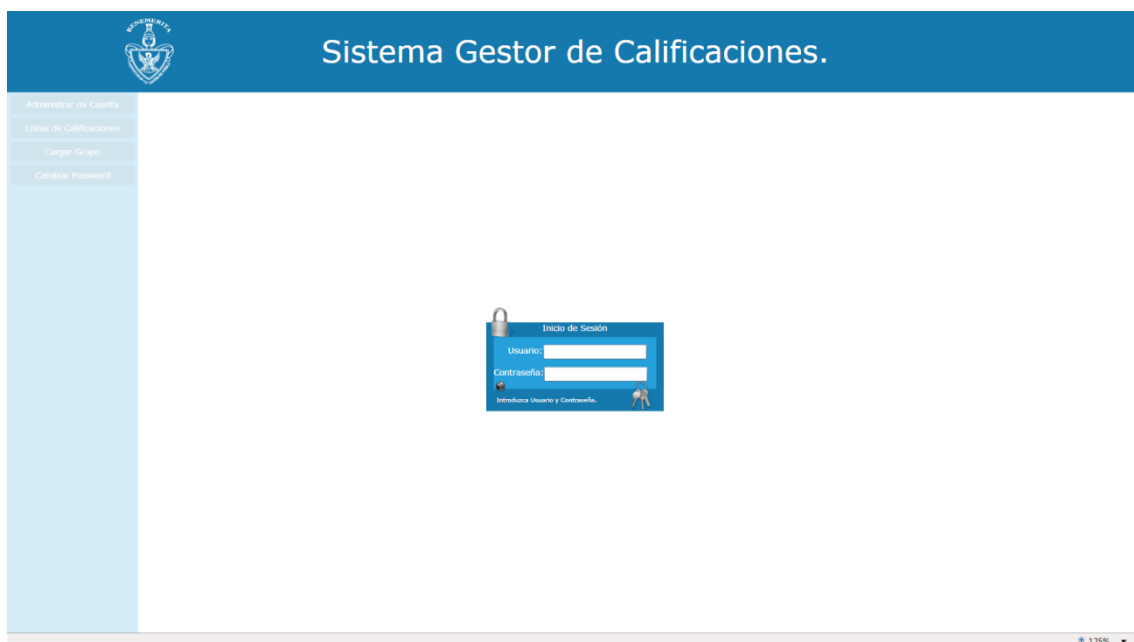 BENEMERITA
Sistema Gestor de Calificaciones.
Administrar mi Cuenta
Listas de Calificaciones
Cargar Grupo
Cambiar Password
Inicio de Sesión
Usuario:
Contraseña:
Introduzca Usuario y Contraseña.
125%